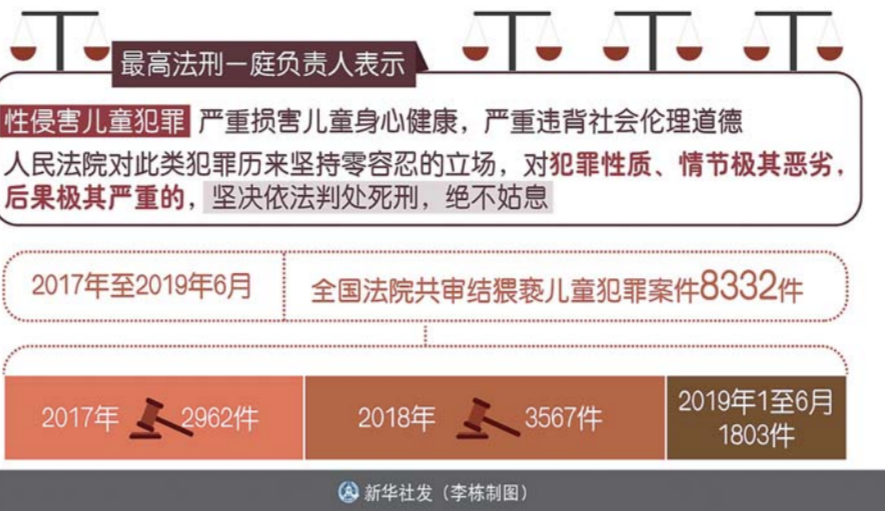 最高法刑一庭负责人表示
性侵害儿童犯罪 严重损害儿童身心健康，严重违背社会伦理道德
人民法院对此类犯罪历来坚持零容忍的立场，对犯罪性质、情节极其恶劣，
后果极其严重的，坚决依法判处死刑，绝不姑息
2017年至2019年6月 全国法院共审结猥亵儿童犯罪案件8332件
2017年 2962件 2018年 3567件 2019年1至6月
1803件
新华社发（李栋制图）